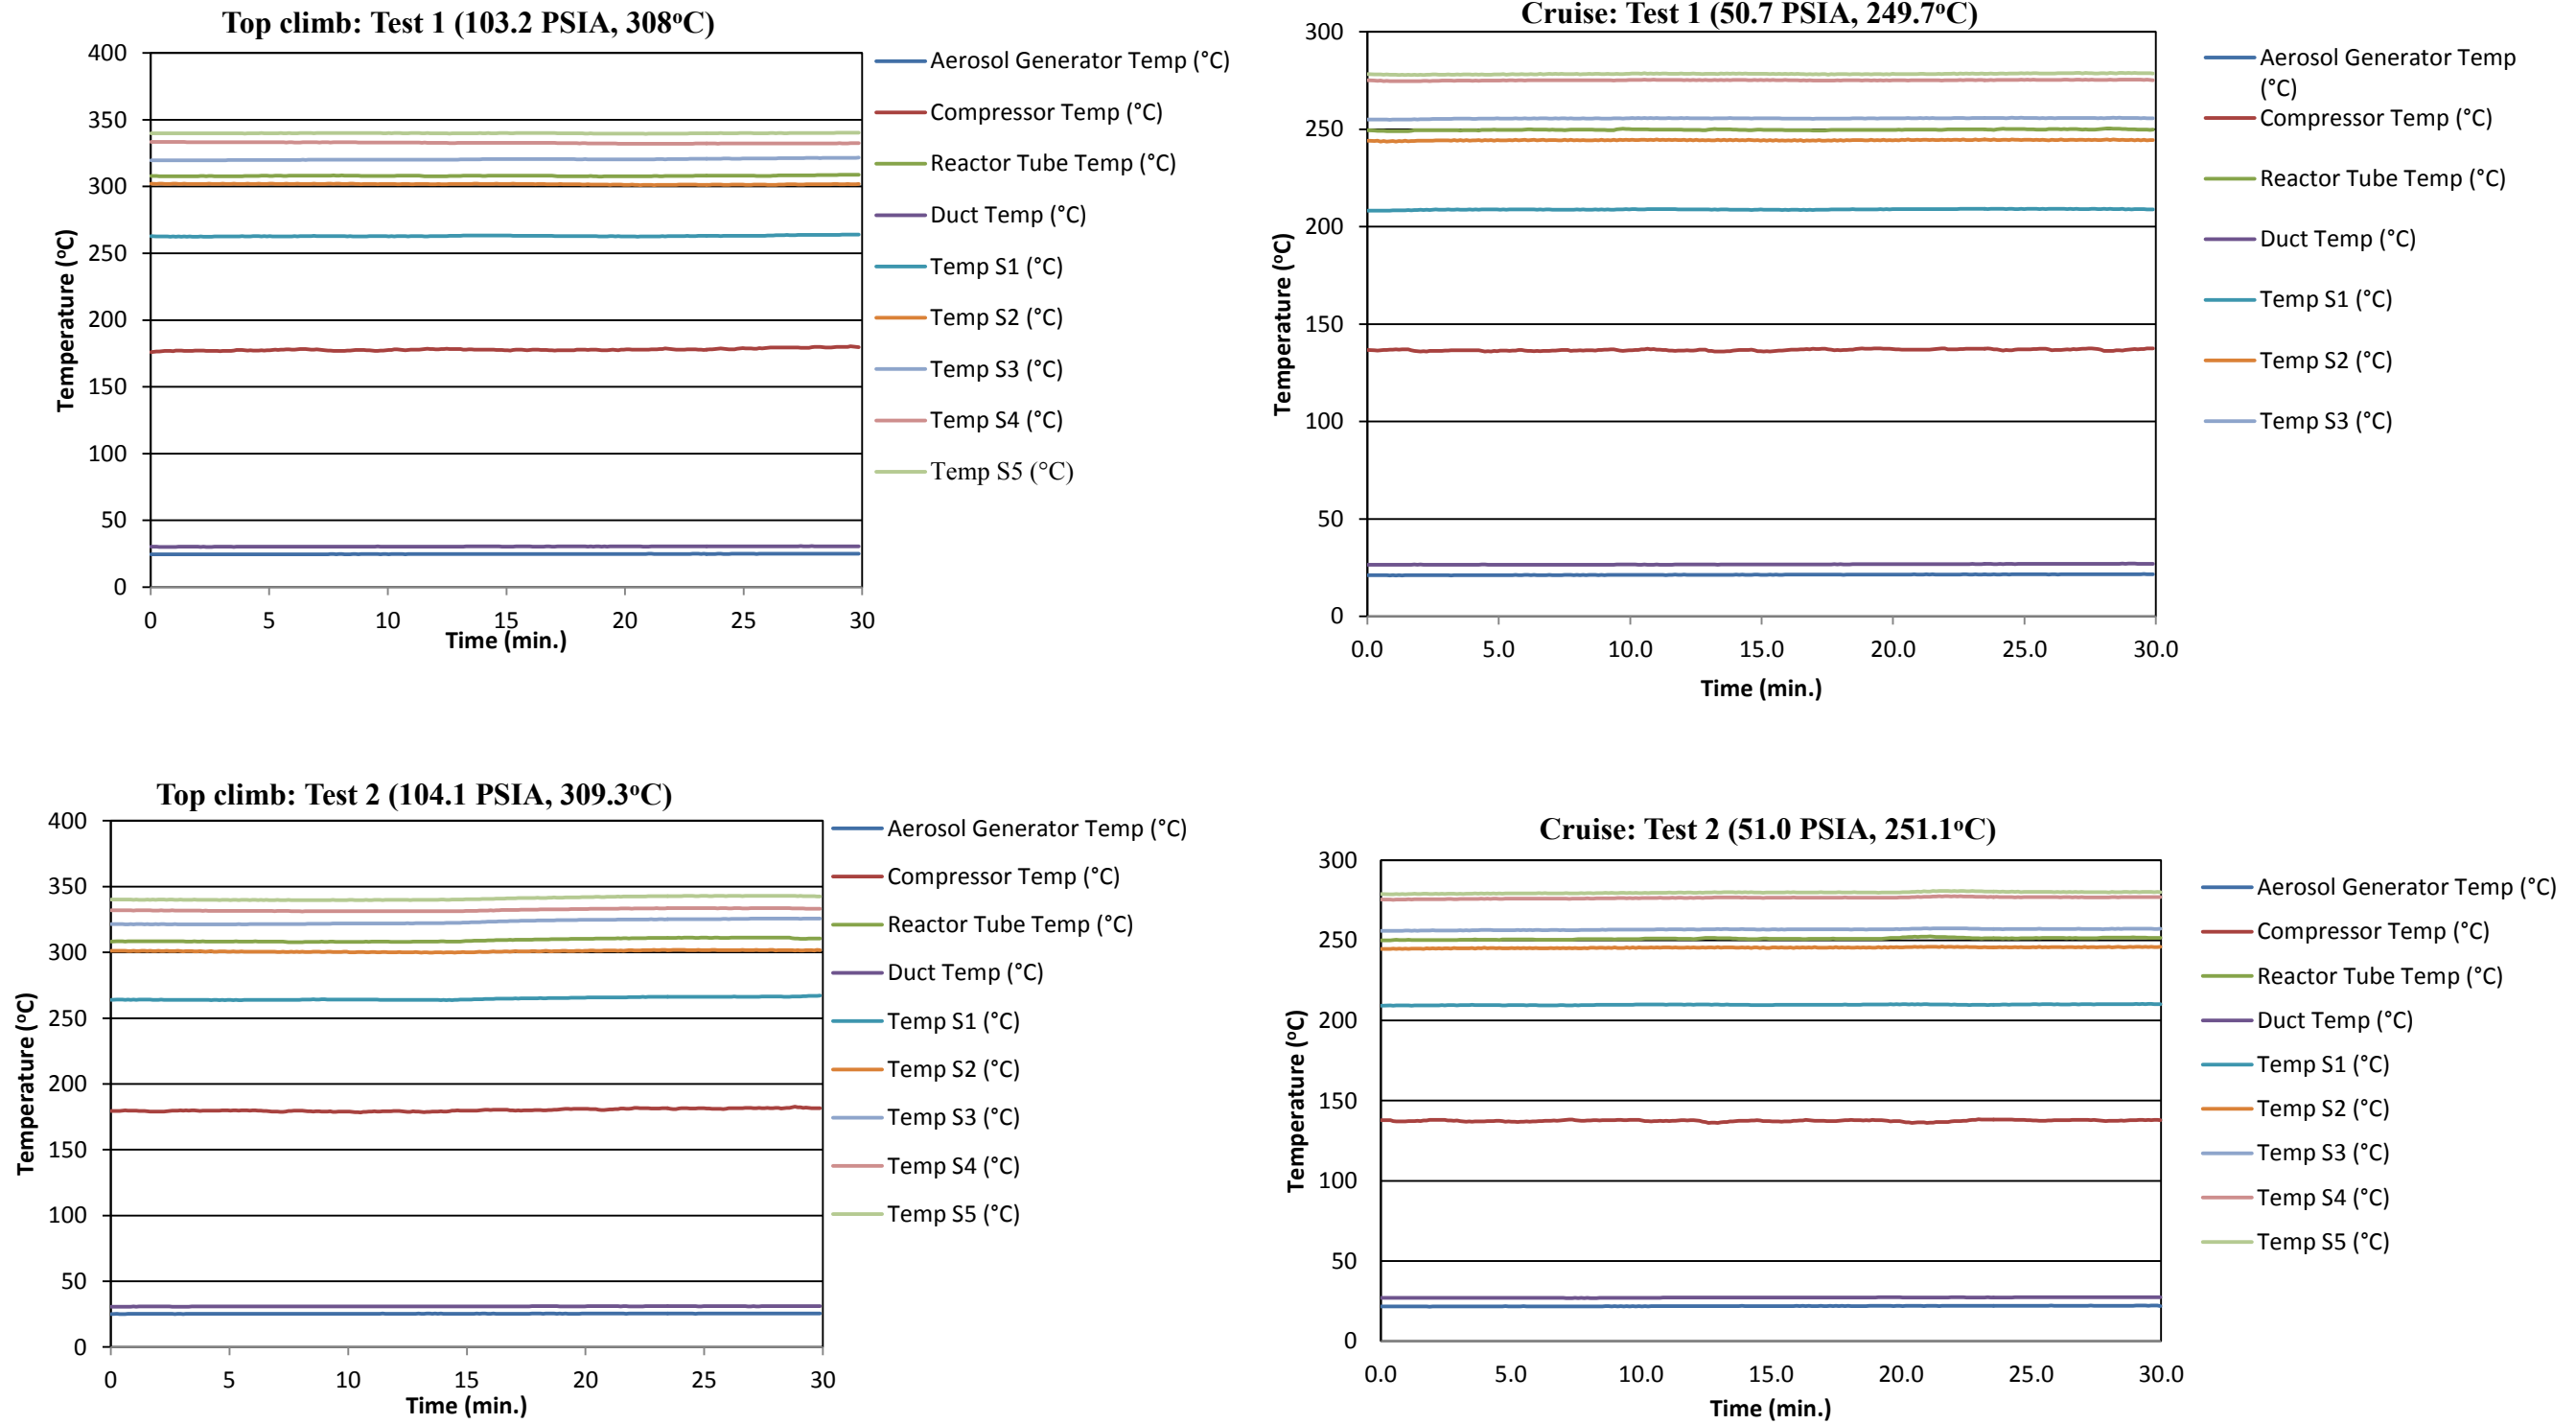 Top climb: Test 1 (103.2 PSIA, 308ºC)
400
350
300
250
200
150
100
50
0
Temperature (ºC)
0 5 10 15 20 25 30
Time (min.)
Aerosol Generator Temp (°C)
Compressor Temp (°C)
Reactor Tube Temp (°C)
Duct Temp (°C)
Temp S1 (°C)
Temp S2 (°C)
Temp S3 (°C)
Temp S4 (°C)
Temp S5 (°C)
Cruise: Test 1 (50.7 PSIA, 249.7ºC)
300
250
200
150
100
50
0
Temperature (ºC)
0.0 5.0 10.0 15.0 20.0 25.0 30.0
Time (min.)
Aerosol Generator Temp
(°C)
Compressor Temp (°C)
Reactor Tube Temp (°C)
Duct Temp (°C)
Temp S1 (°C)
Temp S2 (°C)
Temp S3 (°C)
Top climb: Test 2 (104.1 PSIA, 309.3ºC)
400
350
300
250
200
150
100
50
0
Temperature (ºC)
0 5 10 15 20 25 30
Time (min.)
Aerosol Generator Temp (°C)
Compressor Temp (°C)
Reactor Tube Temp (°C)
Duct Temp (°C)
Temp S1 (°C)
Temp S2 (°C)
Temp S3 (°C)
Temp S4 (°C)
Temp S5 (°C)
Cruise: Test 2 (51.0 PSIA, 251.1ºC)
300
250
200
150
100
50
0
Temperature (ºC)
0.0 5.0 10.0 15.0 20.0 25.0 30.0
Time (min.)
Aerosol Generator Temp (°C)
Compressor Temp (°C)
Reactor Tube Temp (°C)
Duct Temp (°C)
Temp S1 (°C)
Temp S2 (°C)
Temp S3 (°C)
Temp S4 (°C)
Temp S5 (°C)